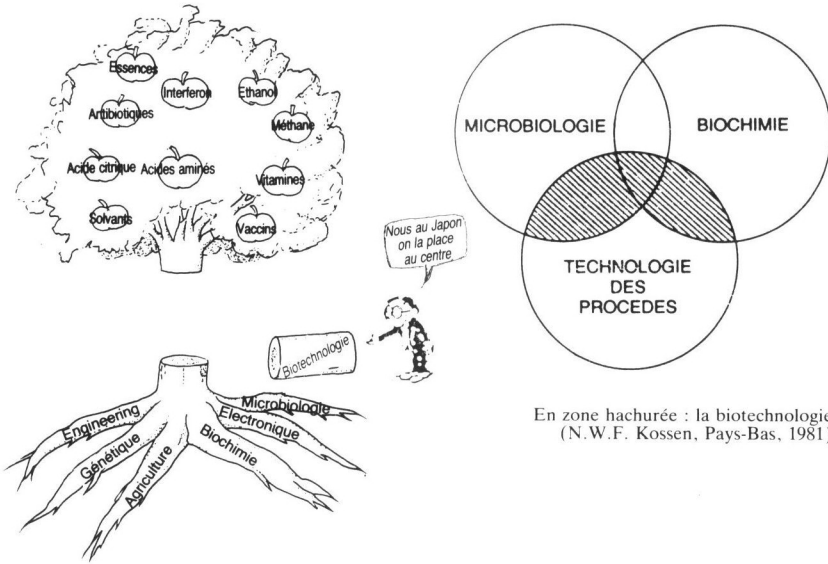 Essences
Interferon
Ethanol
Antibiotiques
Méthane
Acide citrique
Acides aminés
Vitamines
Solvants
Vaccins
Nous au Japon
on la place
au centre
Biotechnologie
Engineering
Génétique
Agriculture
Microbiologie
Electronique
Biochimie
MICROBIOLOGIE
BIOCHIMIE
TECHNOLOGIE
DES
PROCEDES
En zone hachurée : la biotechnologie
(N.W.F. Kossen, Pays-Bas, 1981)